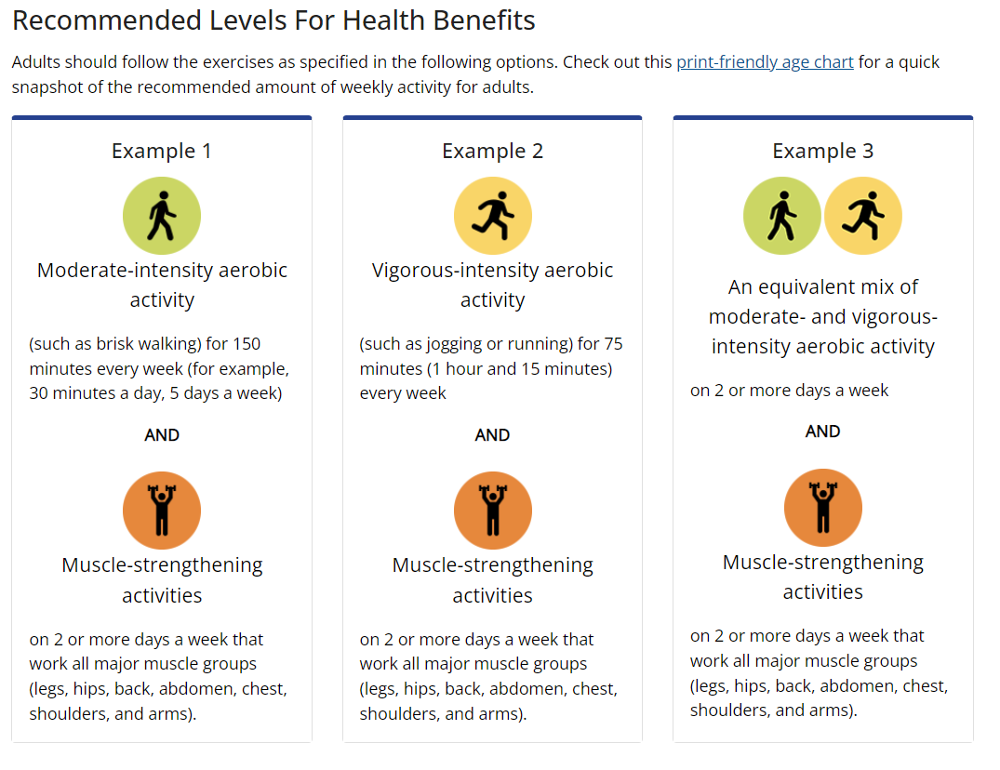 Recommended Levels For Health Benefits
Adults should follow the exercises as specified in the following options. Check out this print-friendly age chart for a quick
snapshot of the recommended amount of weekly activity for adults.
Example 1
Moderate-intensity aerobic
activity
(such as brisk walking) for 150
minutes every week (for example,
30 minutes a day, 5 days a week)
AND
Muscle-strengthening
activities
on 2 or more days a week that
work all major muscle groups
(legs, hips, back, abdomen, chest,
shoulders, and arms).
Example 2
Vigorous-intensity aerobic
activity
(such as jogging or running) for 75
minutes (1 hour and 15 minutes)
every week
AND
Muscle-strengthening
activities
on 2 or more days a week that
work all major muscle groups
(legs, hips, back, abdomen, chest,
shoulders, and arms).
Example 3
An equivalent mix of
moderate- and vigorous-
intensity aerobic activity
on 2 or more days a week
AND
Muscle-strengthening
activities
on 2 or more days a week that
work all major muscle groups
(legs, hips, back, abdomen, chest,
shoulders, and arms).